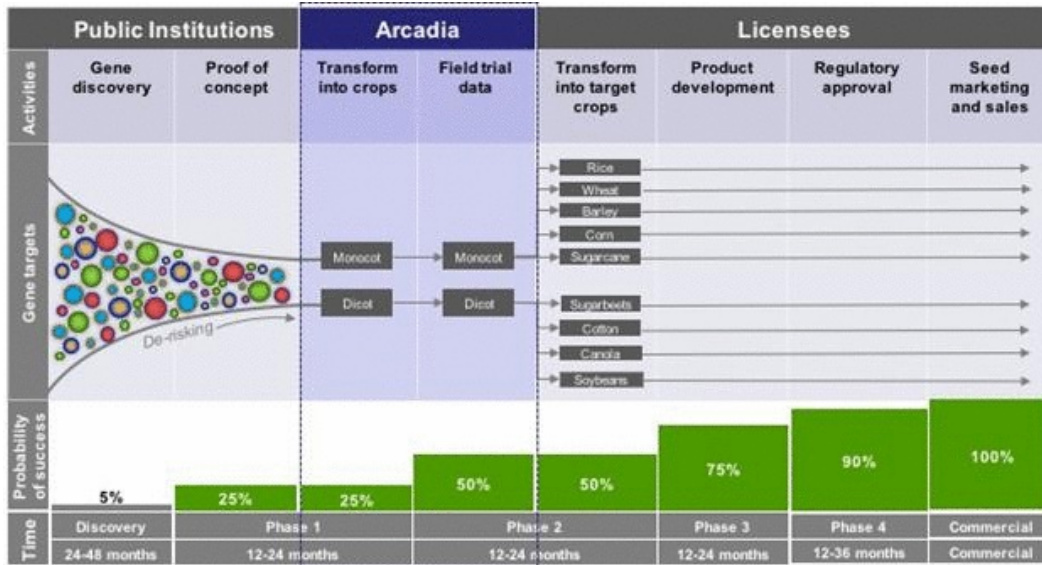 Public Institutions
Arcadia
Licensees
Activities
Gene
discovery
Proof of
concept
Transform
into crops
Field trial
data
Transform
into target
crops
Product
development
Regulatory
approval
Seed
marketing
and sales
Gene targets
De-risking
Monocot
Monocot
Dicot
Dicot
Rice
Wheat
Barley
Corn
Sugarcane
Sugarbeets
Cotton
Canola
Soybeans
Probability
of success
5%
25%
25%
50%
50%
75%
90%
100%
Time
Discovery
Phase 1
Phase 2
Phase 3
Phase 4
Commercial
24-48 months
12-24 months
12-24 months
12-24 months
12-36 months
Commercial